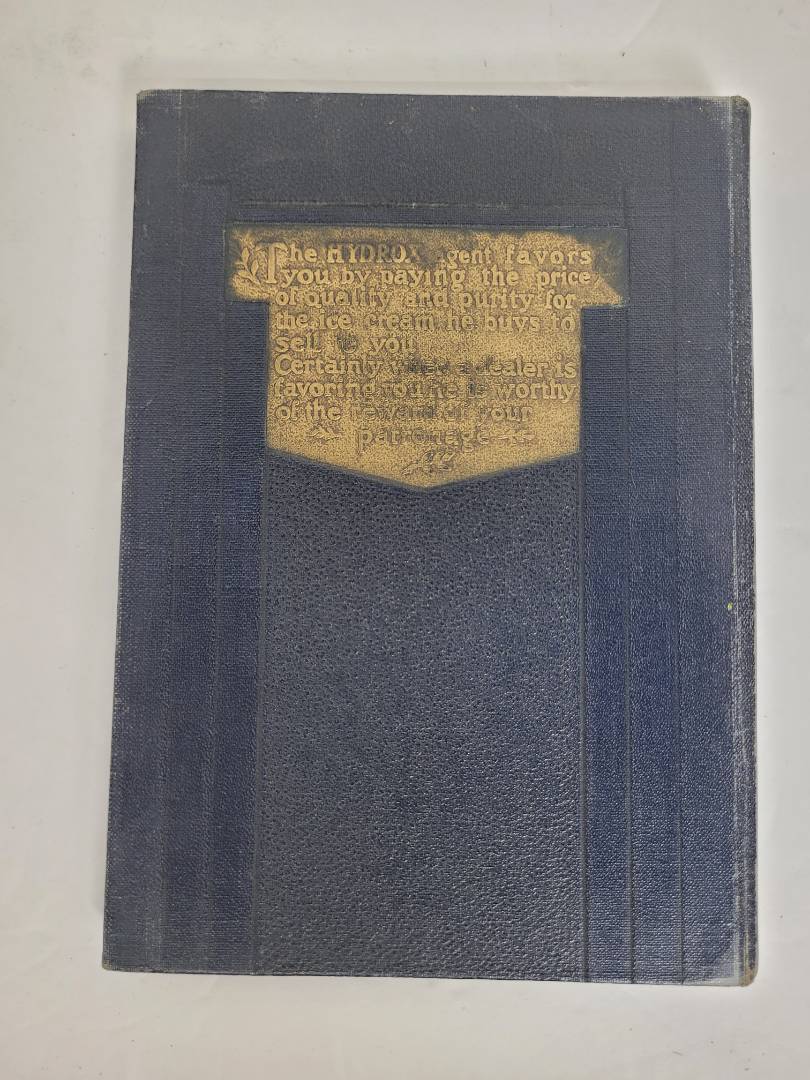 The HYDROX agent favors
you by paying the price
of quality and purity for
the ice cream he buys to
sell to you
Certainly when a dealer is
favoring you he is worthy
of the reward of your
patronage